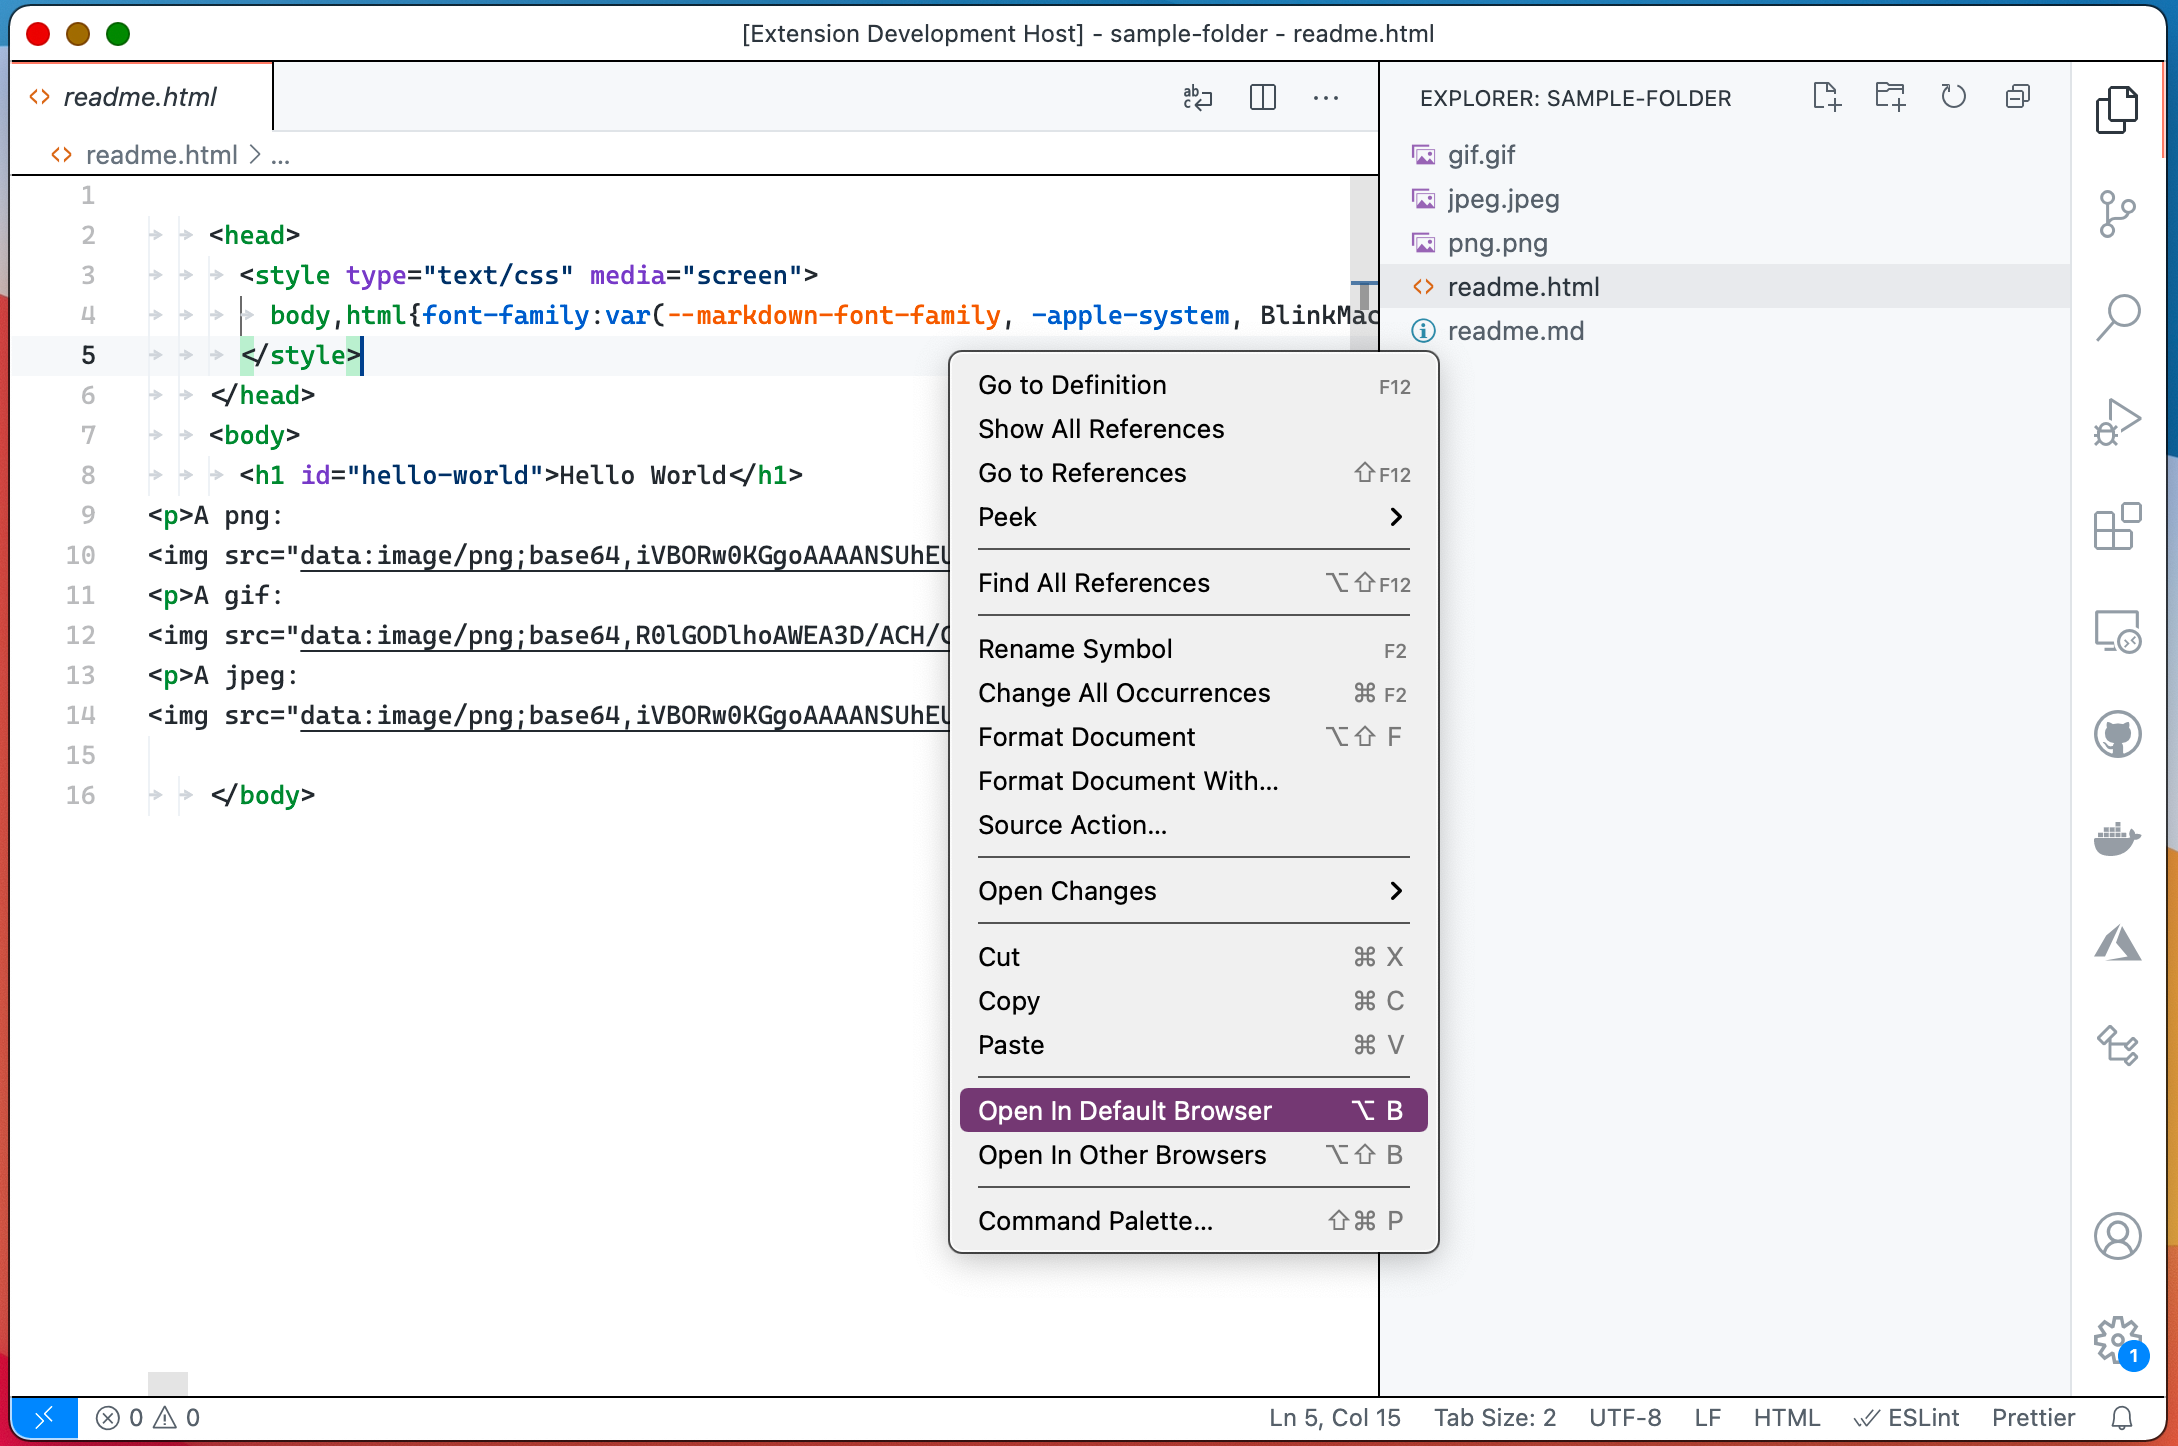 [Extension Development Host] - sample-folder - readme.html
readme.html
readme.html > ...
1
2 <head>
3 <style type="text/css" media="screen">
4 body,html{font-family:var(--markdown-font-family, -apple-system, BlinkMac
5 </style>
6 </head>
7 <body>
8 <h1 id="hello-world">Hello World</h1>
9 <p>A png:
10 <img src="data:image/png;base64,iVBORw0KGgoAAAANSUhEU
11 <p>A gif:
12 <img src="data:image/png;base64,R0lGODlhoAWEA3D/ACH/C
13 <p>A jpeg:
14 <img src="data:image/png;base64,iVBORw0KGgoAAAANSUhEU
15
16 </body>
Go to Definition F12
Show All References
Go to References ⇧F12
Peek
Find All References ⌥⇧F12
Rename Symbol F2
Change All Occurrences ⌘ F2
Format Document ⌥⇧ F
Format Document With...
Source Action...
Open Changes
Cut ⌘ X
Copy ⌘ C
Paste ⌘ V
Open In Default Browser ⌥ B
Open In Other Browsers ⌥⇧ B
Command Palette... ⇧⌘ P
EXPLORER: SAMPLE-FOLDER
gif.gif
jpeg.jpeg
png.png
readme.html
readme.md
1
0 0
Ln 5, Col 15 Tab Size: 2 UTF-8 LF HTML ESLint Prettier